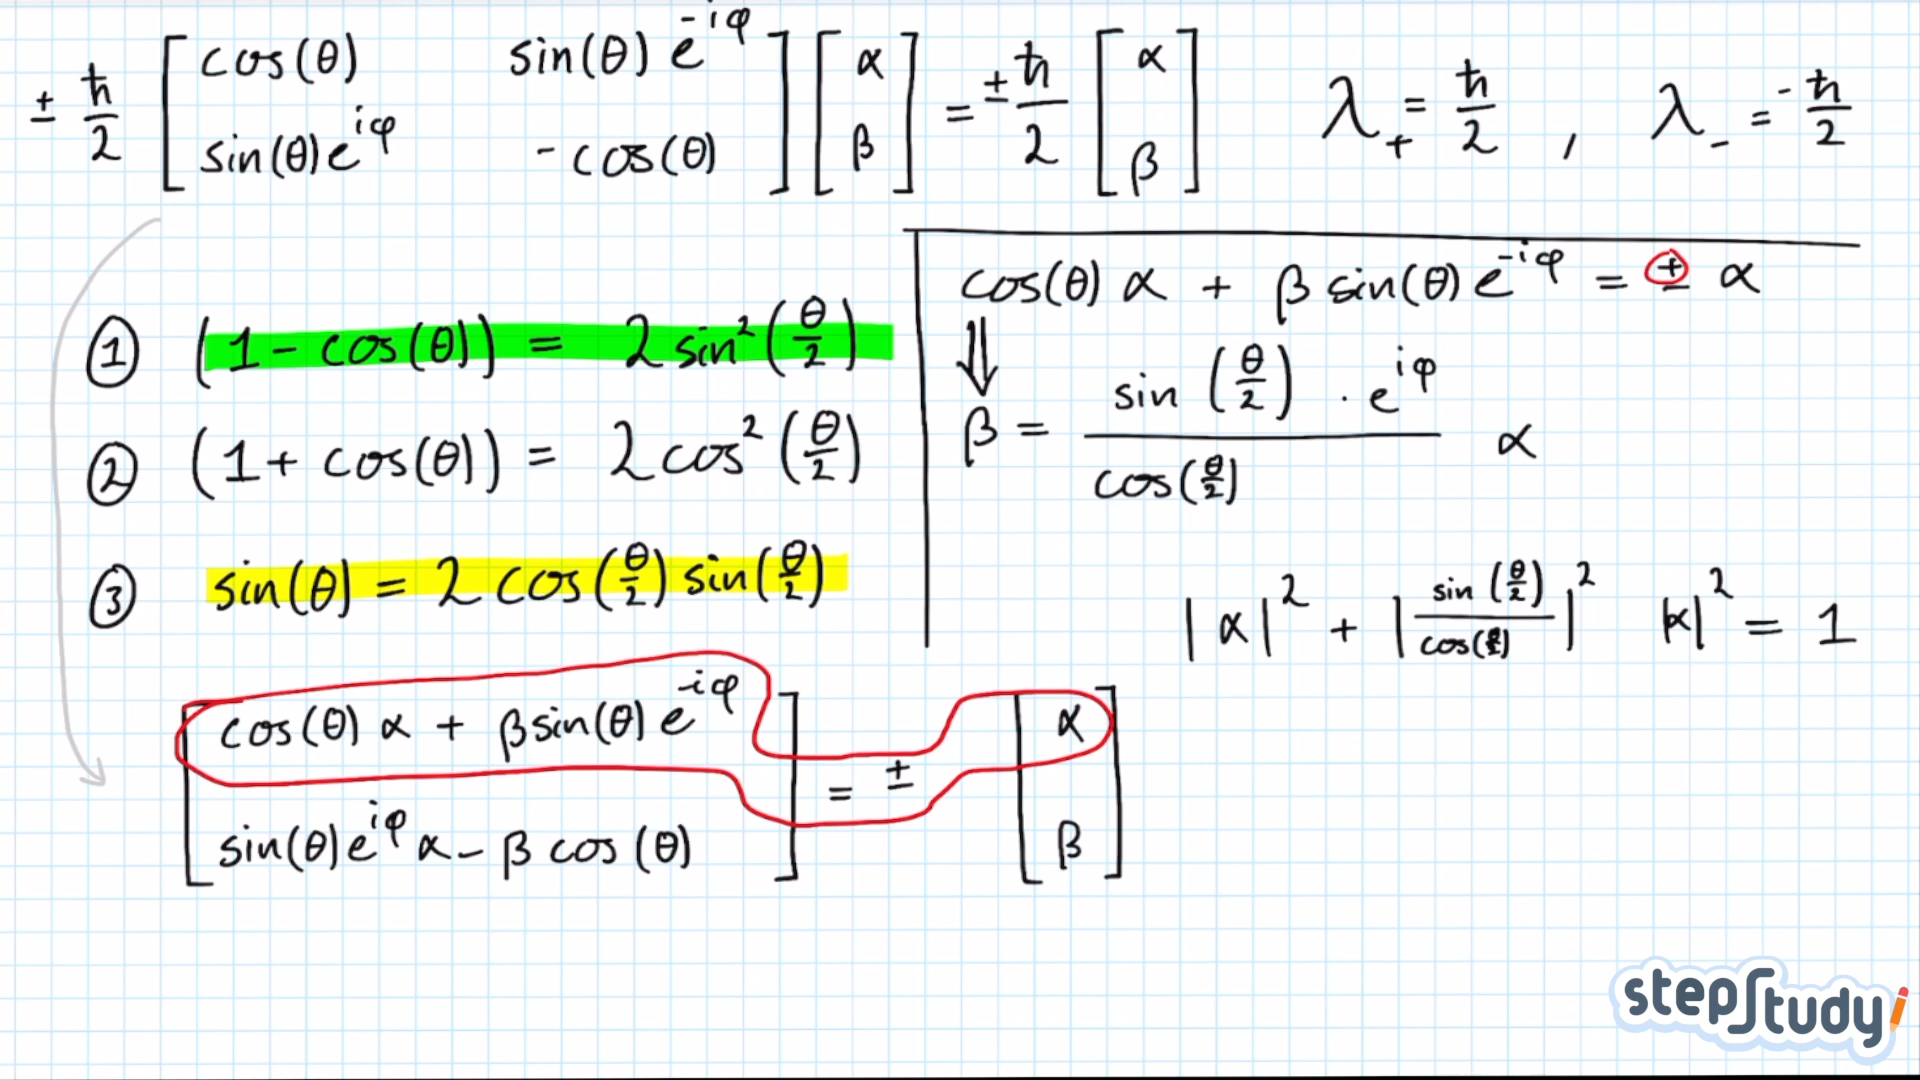 ± ħ/2 [ cos(θ) sin(θ) e^{-iφ} ; sin(θ) e^{iφ} - cos(θ) ] [ α ; β ] = ± ħ/2 [ α ; β ] λ₊ = ħ/2 , λ₋ = - ħ/2
cos(θ) α + β sin(θ) e^{-iφ} = ± α
① (1 - cos(θ)) = 2 sin² (θ/2)
⇓
β = sin (θ/2) · e^{iφ} / cos(θ/2) α
② (1 + cos(θ)) = 2 cos² (θ/2)
③ sin(θ) = 2 cos(θ/2) sin(θ/2)
|α|² + | sin (θ/2) / cos(θ/2) |² |α|² = 1
[ cos(θ) α + β sin(θ) e^{-iφ} ; sin(θ) e^{iφ} α - β cos (θ) ] = ± [ α ; β ]
stepStudy